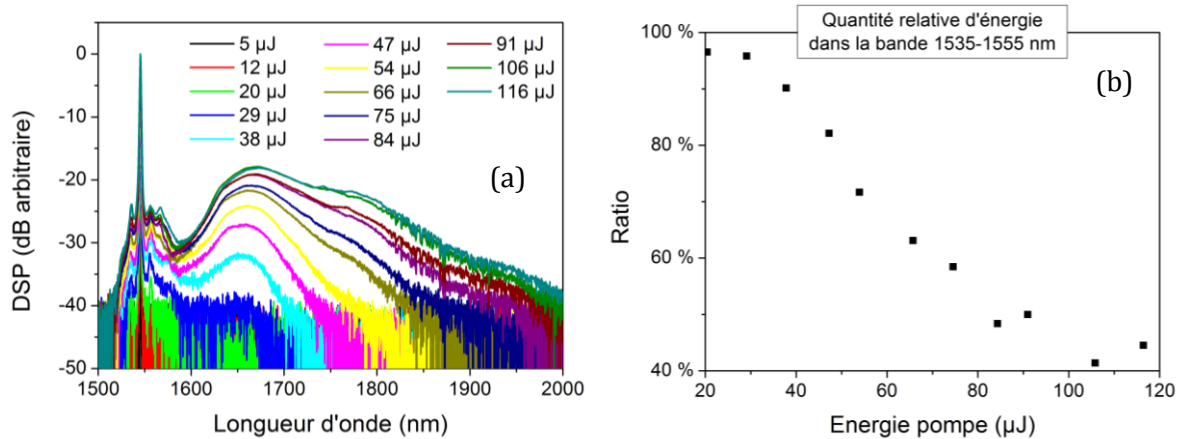 5 µJ
12 µJ
20 µJ
29 µJ
38 µJ
47 µJ
54 µJ
66 µJ
75 µJ
84 µJ
91 µJ
106 µJ
116 µJ
(a)
0
-10
-20
-30
-40
-50
DSP (dB arbitraire)
1500 1600 1700 1800 1900 2000
Longueur d'onde (nm)
Quantité relative d'énergie
dans la bande 1535-1555 nm
(b)
100 %
80 %
60 %
40 %
Ratio
20 40 60 80 100 120
Energie pompe (µJ)